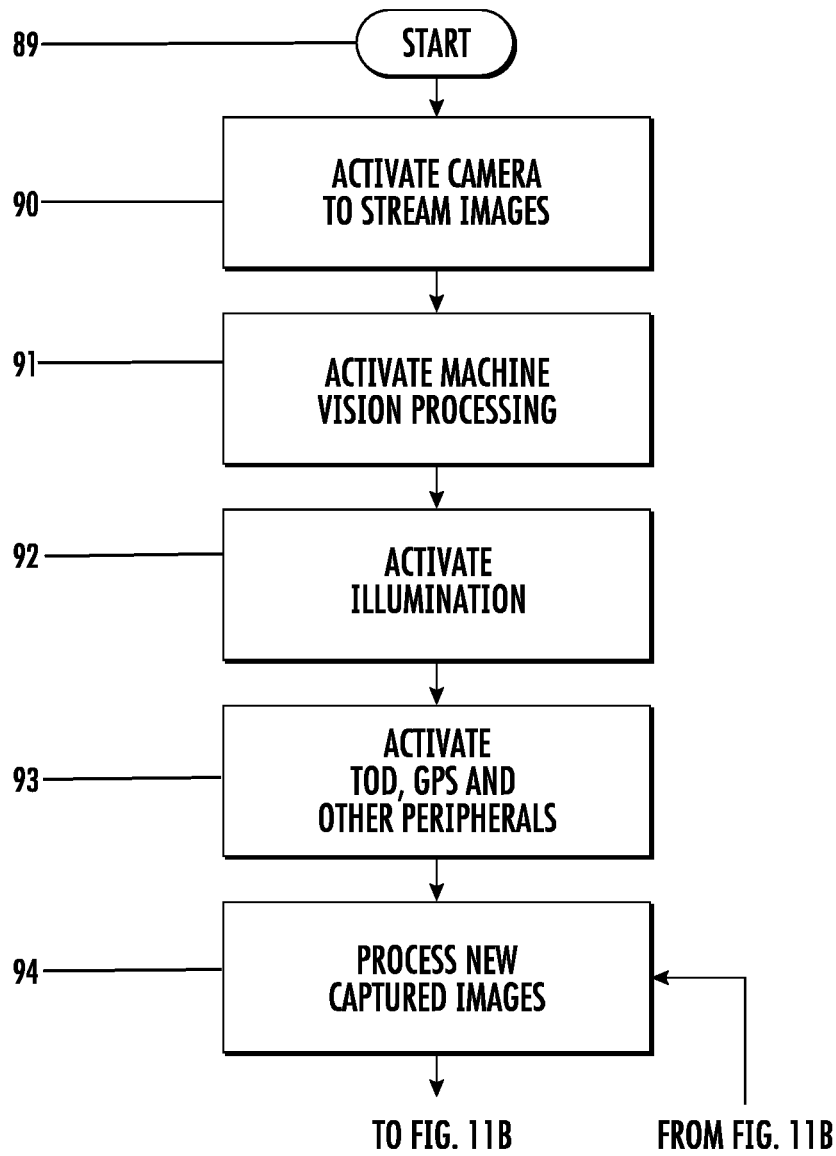 89
START
90
ACTIVATE CAMERA
TO STREAM IMAGES
91
ACTIVATE MACHINE
VISION PROCESSING
92
ACTIVATE
ILLUMINATION
93
ACTIVATE
TOD, GPS AND
OTHER PERIPHERALS
94
PROCESS NEW
CAPTURED IMAGES
TO FIG. 11B
FROM FIG. 11B